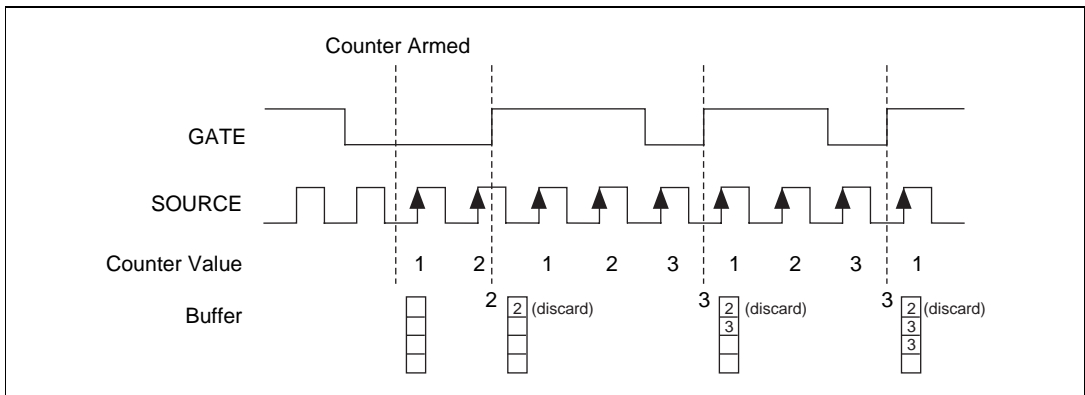 Counter Armed
GATE
SOURCE
Counter Value 1 2 1 2 3 1 2 3 1
2 3 3
Buffer 2 (discard) 2 (discard) 2 (discard)
3 3
3